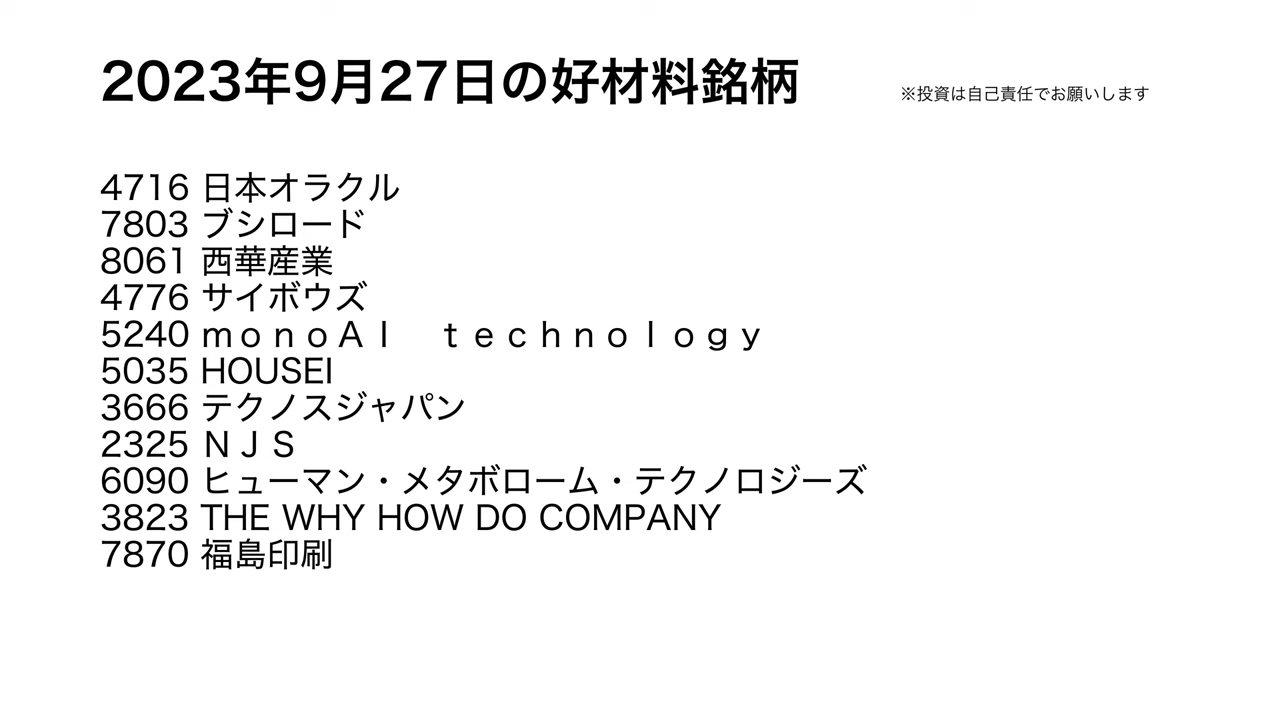 2023年9月27日の好材料銘柄
※投資は自己責任でお願いします
4716 日本オラクル
7803 ブシロード
8061 西華産業
4776 サイボウズ
5240 ｍｏｎｏＡＩ　ｔｅｃｈｎｏｌｏｇｙ
5035 HOUSEI
3666 テクノスジャパン
2325 ＮＪＳ
6090 ヒューマン・メタボローム・テクノロジーズ
3823 THE WHY HOW DO COMPANY
7870 福島印刷